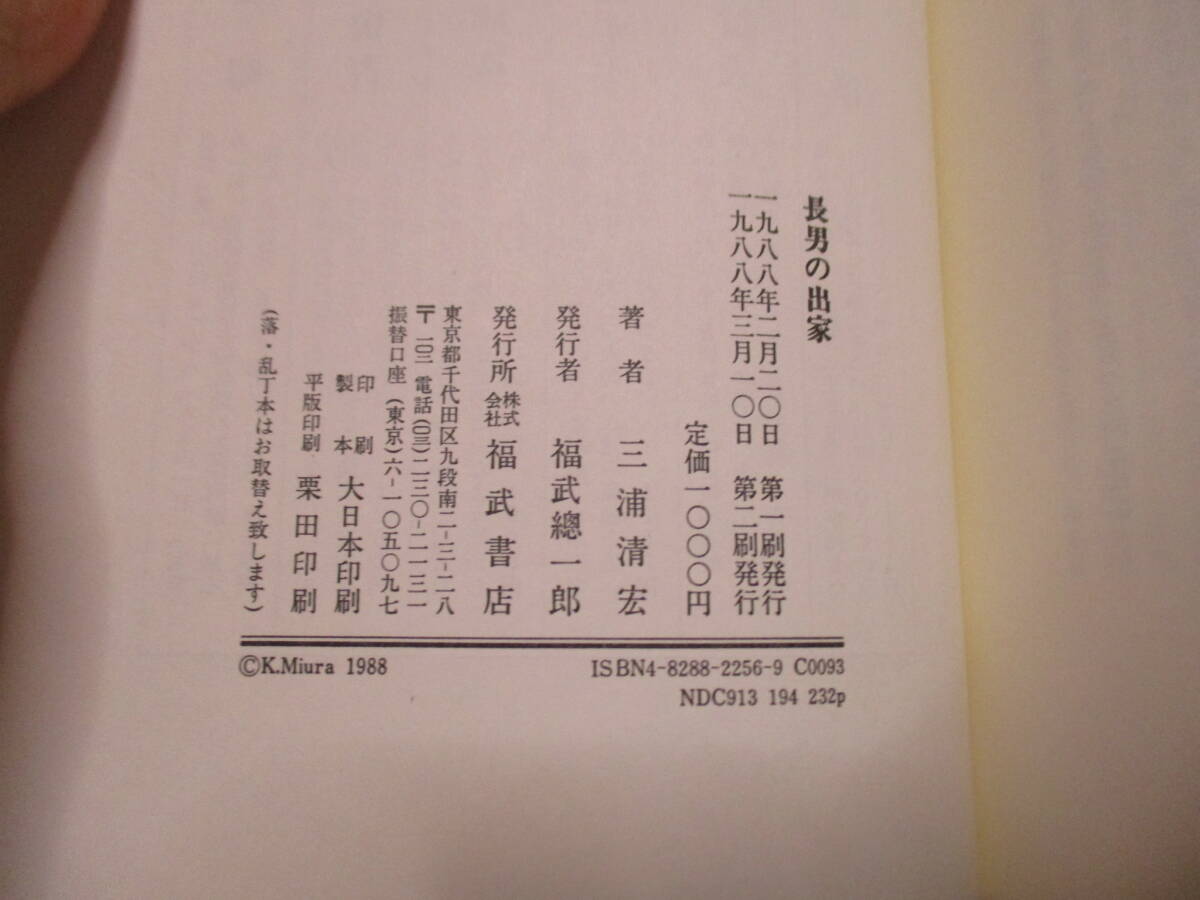 長男の出家
一九八八年二月二〇日 第一刷発行
一九八八年三月一〇日 第二刷発行
定価一〇〇〇円
著者 三浦清宏
発行者 福武總一郎
発行所 株式会社 福武書店
東京都千代田区九段南二-三-二八
〒一〇二 電話(〇三)二三〇-二一三一
振替口座(東京)六-一〇五〇九七
印刷 大日本印刷
製本
平版印刷 栗田印刷
(落・乱丁本はお取替え致します)
©K.Miura 1988
ISBN4-8288-2256-9 C0093
NDC913 194 232p